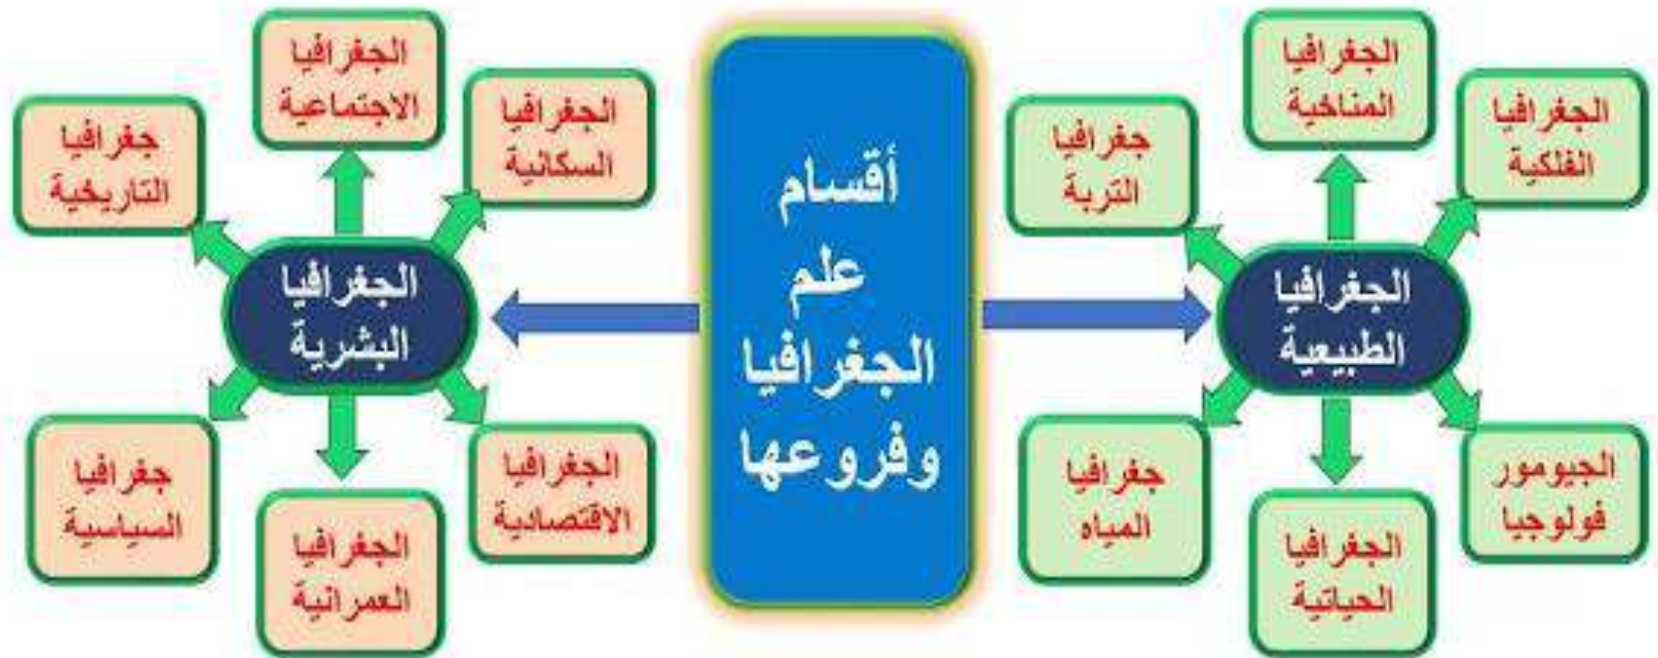 أقسام
علم
الجغرافيا
وفروعها
الجغرافيا
الطبيعية
الجغرافيا
الفلكية
الجغرافيا
المناخية
جغرافيا
التربة
جغرافيا
المياه
الجغرافيا
الحياتية
الجيومور
فولوجيا
الجغرافيا
البشرية
الجغرافيا
السكانية
الجغرافيا
الاجتماعية
جغرافيا
التاريخية
جغرافيا
السياسية
الجغرافيا
العمرانية
الجغرافيا
الاقتصادية